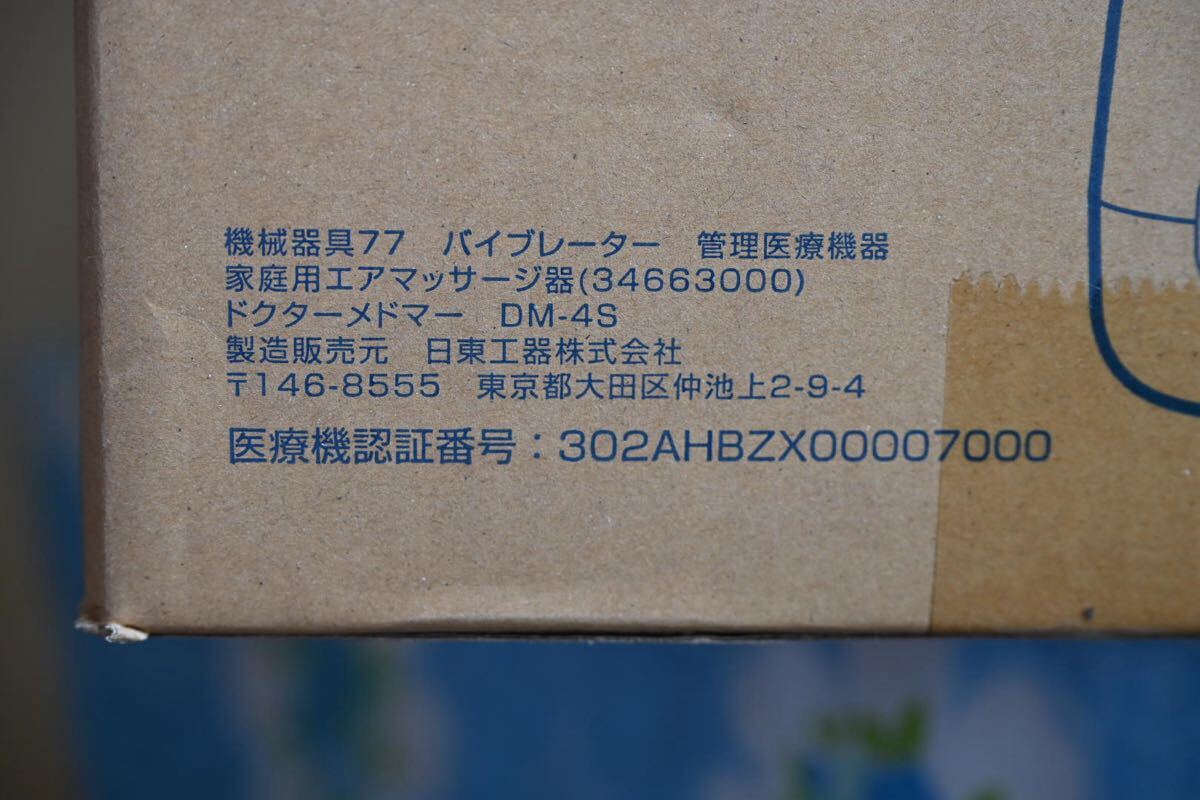 機械器具77　バイブレーター　管理医療機器
家庭用エアマッサージ器(34663000)
ドクターメドマー　DM-4S
製造販売元　日東工器株式会社
〒146-8555　東京都大田区仲池上2-9-4
医療機認証番号：302AHBZX00007000